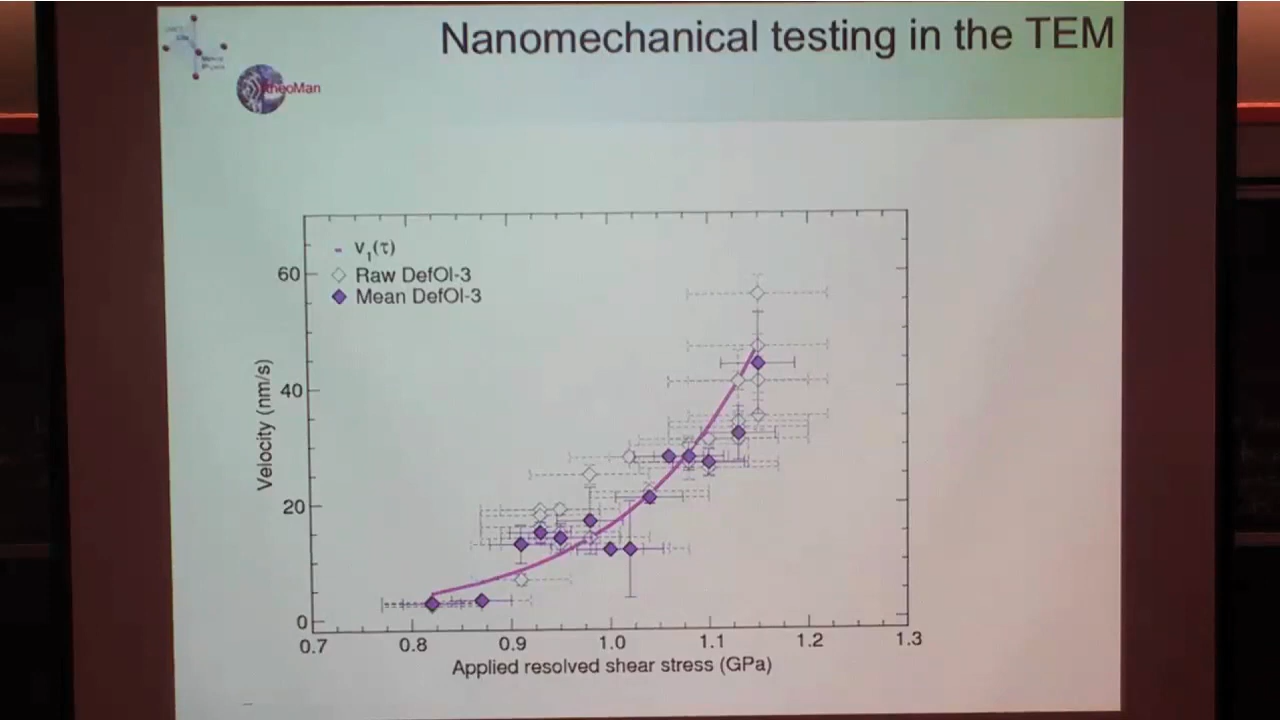 Nanomechanical testing in the TEM
RheoMan
v₁(τ)
Raw DefOl-3
Mean DefOl-3
60
40
20
0
Velocity (nm/s)
0.7 0.8 0.9 1.0 1.1 1.2 1.3
Applied resolved shear stress (GPa)